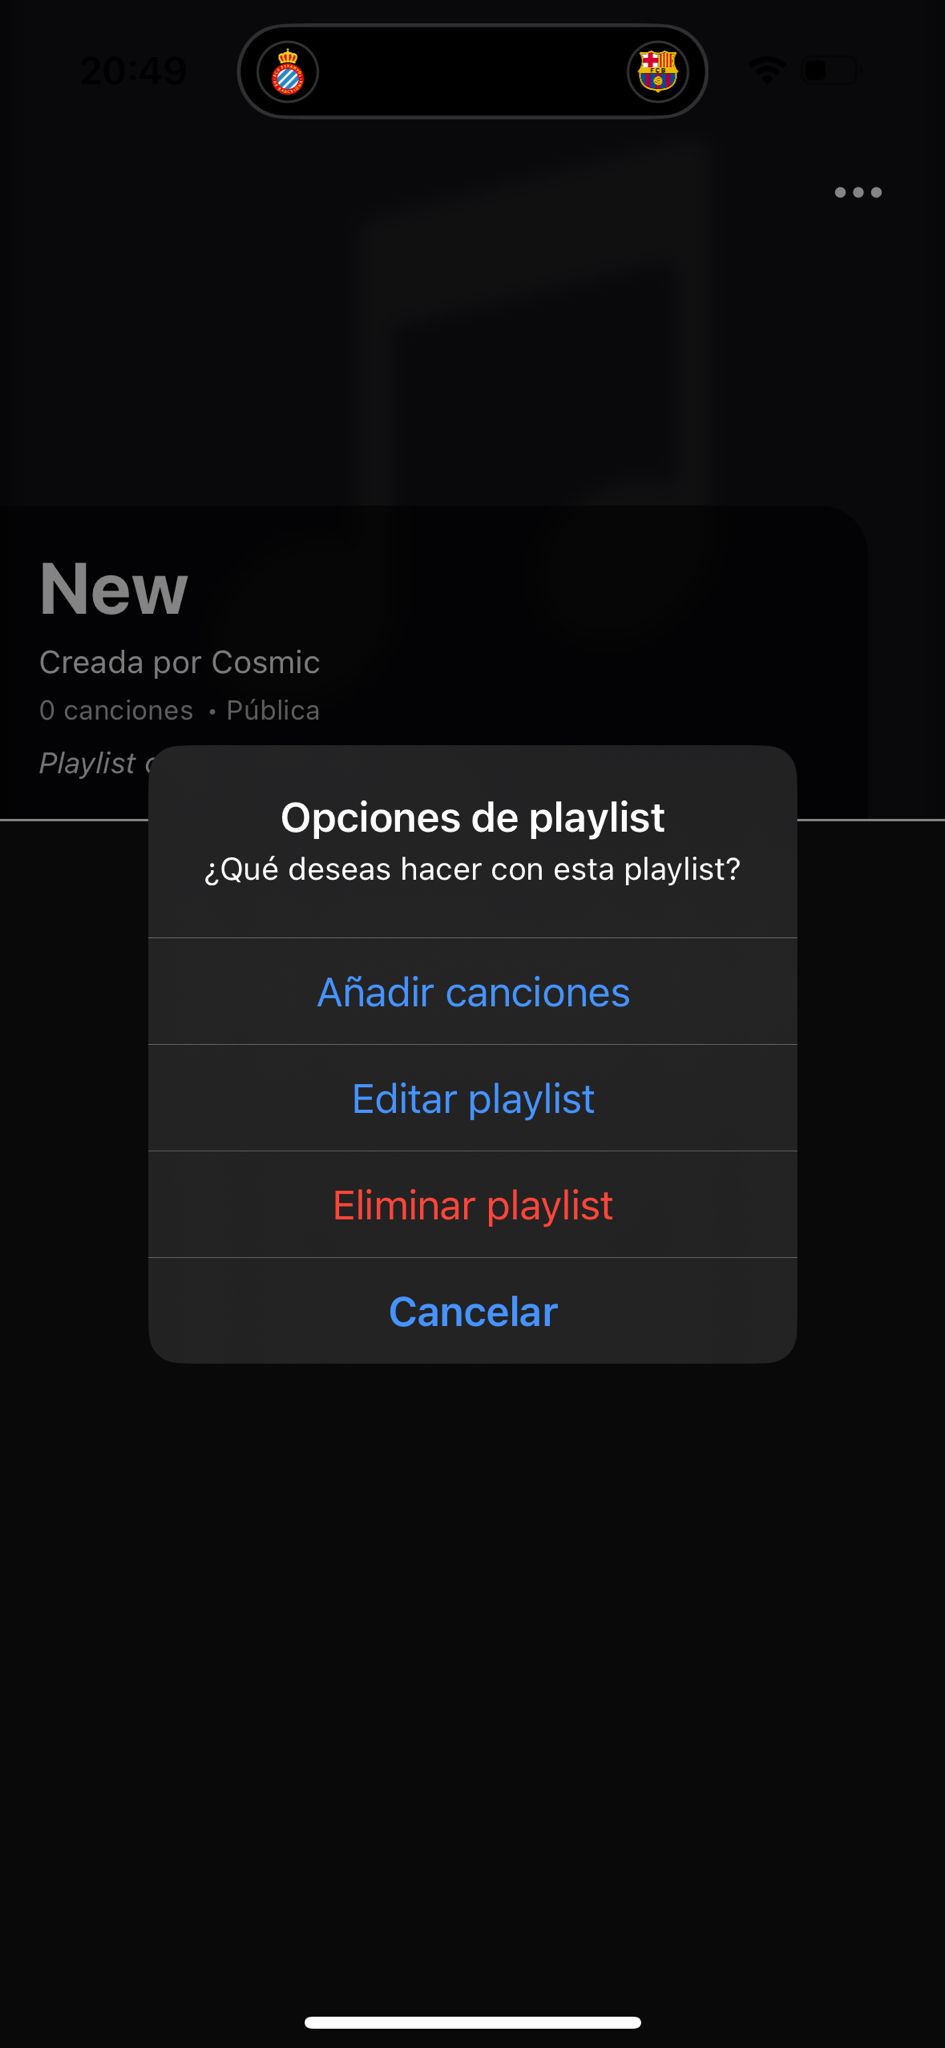 20:49
New
Creada por Cosmic
0 canciones • Pública
Playlist
Opciones de playlist
¿Qué deseas hacer con esta playlist?
Añadir canciones
Editar playlist
Eliminar playlist
Cancelar